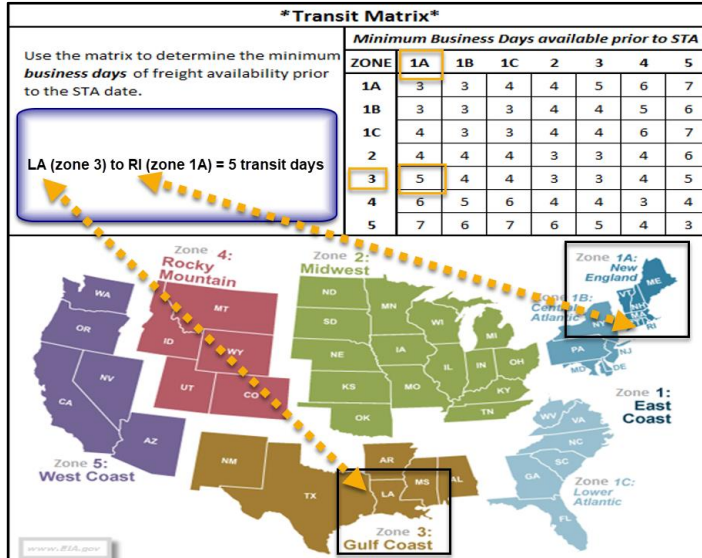 *Transit Matrix*
Use the matrix to determine the minimum
business days of freight availability prior
to the STA date.
LA (zone 3) to RI (zone 1A) = 5 transit days
Minimum Business Days available prior to STA
ZONE 1A 1B 1C 2 3 4 5
1A 3 3 4 4 5 6 7
1B 3 3 3 4 4 5 6
1C 4 3 3 4 4 6 7
2 4 4 4 3 3 4 6
3 5 4 4 3 3 4 5
4 6 5 6 4 4 3 4
5 7 6 7 6 5 4 3
Zone 4:
Rocky
Mountain
Zone 2:
Midwest
Zone 1A:
New
England
Zone 1B:
Central
Atlantic
Zone 1:
East
Coast
Zone 1C:
Lower
Atlantic
Zone 5:
West Coast
Zone 3:
Gulf Coast
WA
OR
CA
NV
AZ
MT
ID
WY
UT
CO
ND
SD
NE
KS
OK
MN
IA
MO
WI
IL
MI
IN
OH
KY
TN
NM
TX
AR
LA
MS
AL
ME
VT
NH
MA
RI
NY
PA
NJ
DE
MD
WV
VA
NC
SC
GA
FL
www.EIA.gov